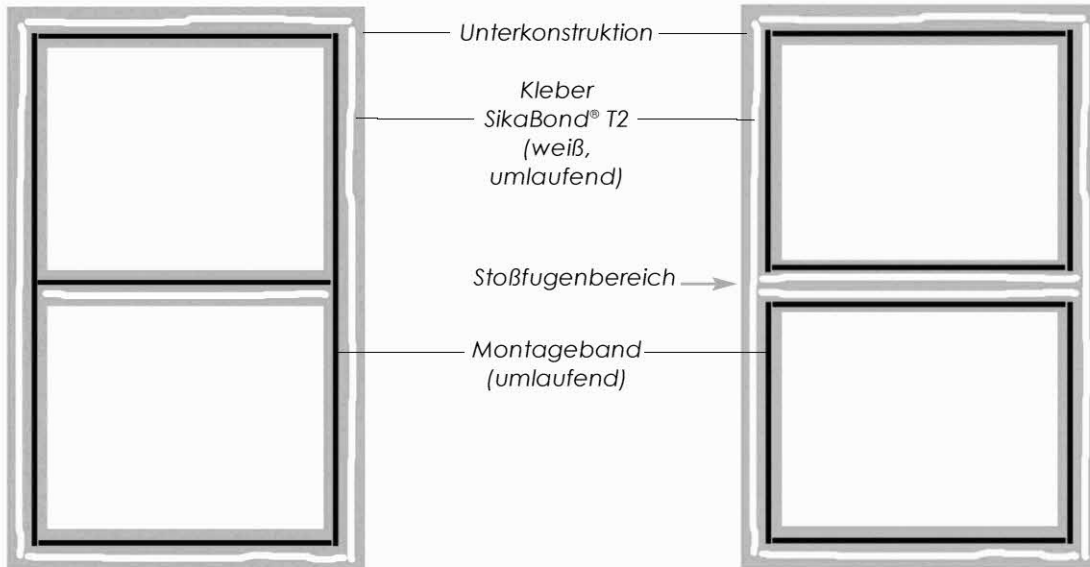 Unterkonstruktion
Kleber
SikaBond® T2
(weiß,
umlaufend)
Stoßfugenbereich
Montageband
(umlaufend)